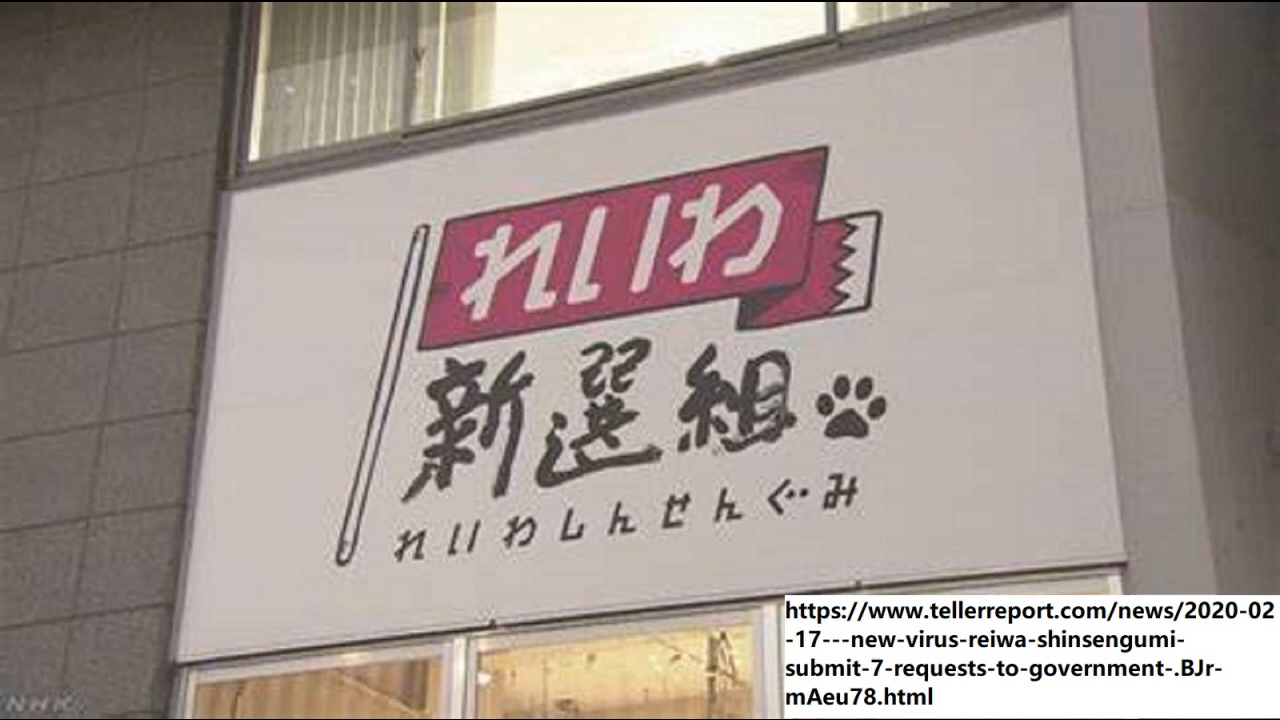 れいわ
新選組
れいわしんせんぐみ
https://www.tellerreport.com/news/2020-02
-17---new-virus-reiwa-shinsengumi-
submit-7-requests-to-government-.BJr-
mAeu78.html
NHK